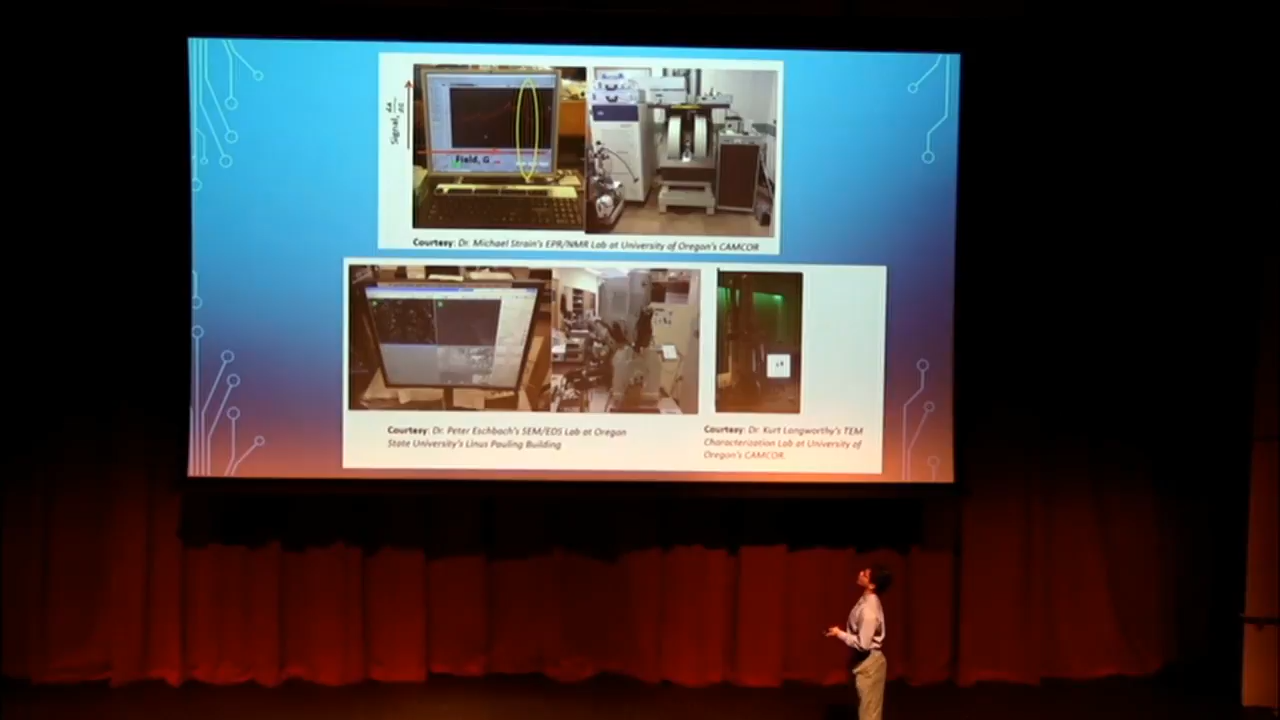 Signal,
Field, G
Courtesy: Dr. Michael Strain's EPR/NMR Lab at University of Oregon's CAMCOR
Courtesy: Dr. Peter Eschbach's SEM/EDS Lab at Oregon
State University's Linus Pauling Building
Courtesy: Dr. Kurt Langworthy's TEM
Characterization Lab at University of
Oregon's CAMCOR.